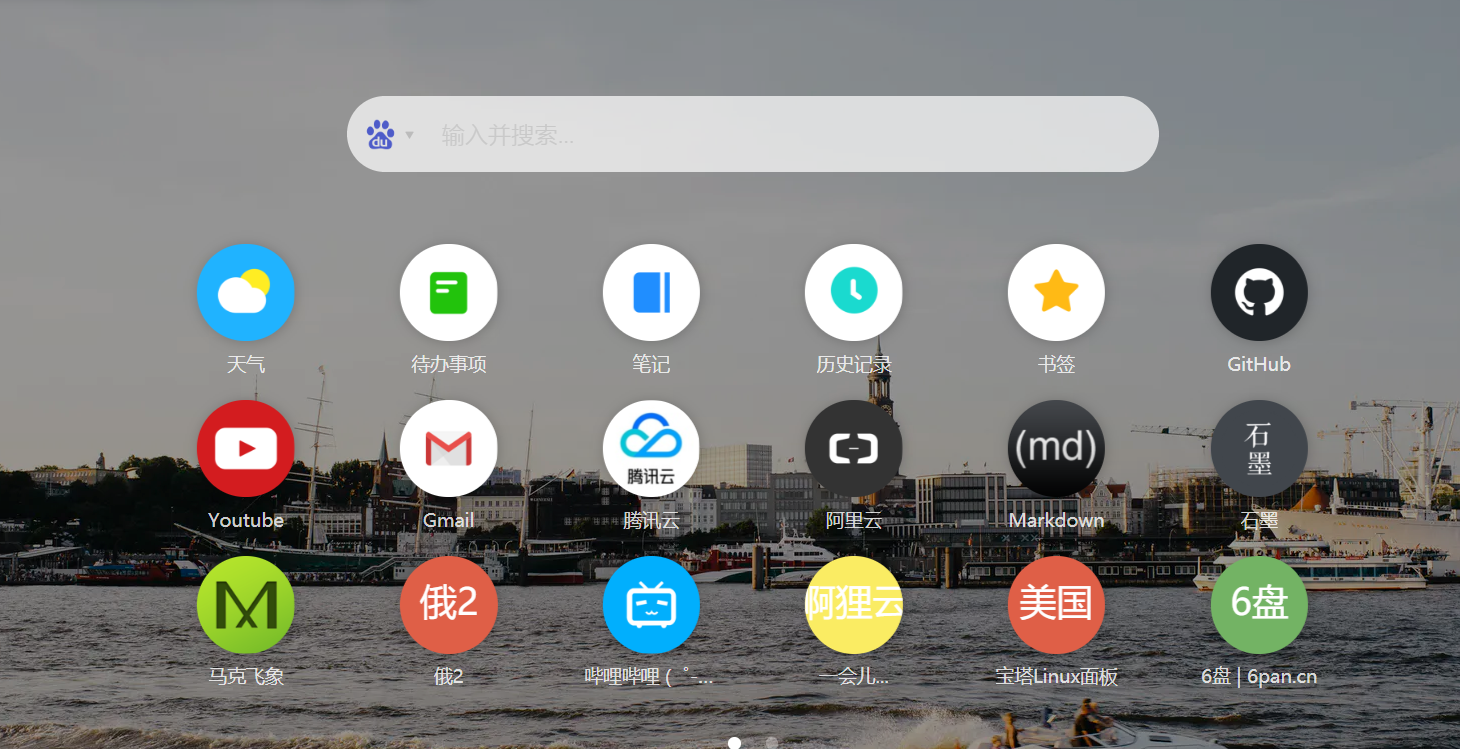 du
输入并搜索...
天气
待办事项
笔记
历史记录
书签
GitHub
腾讯云
(md)
石
墨
Youtube
Gmail
腾讯云
阿里云
Markdown
石墨
俄2
阿狸云
美国
6盘
马克飞象
俄2
哔哩哔哩 ( ゜-...
一会儿...
宝塔Linux面板
6盘 | 6pan.cn